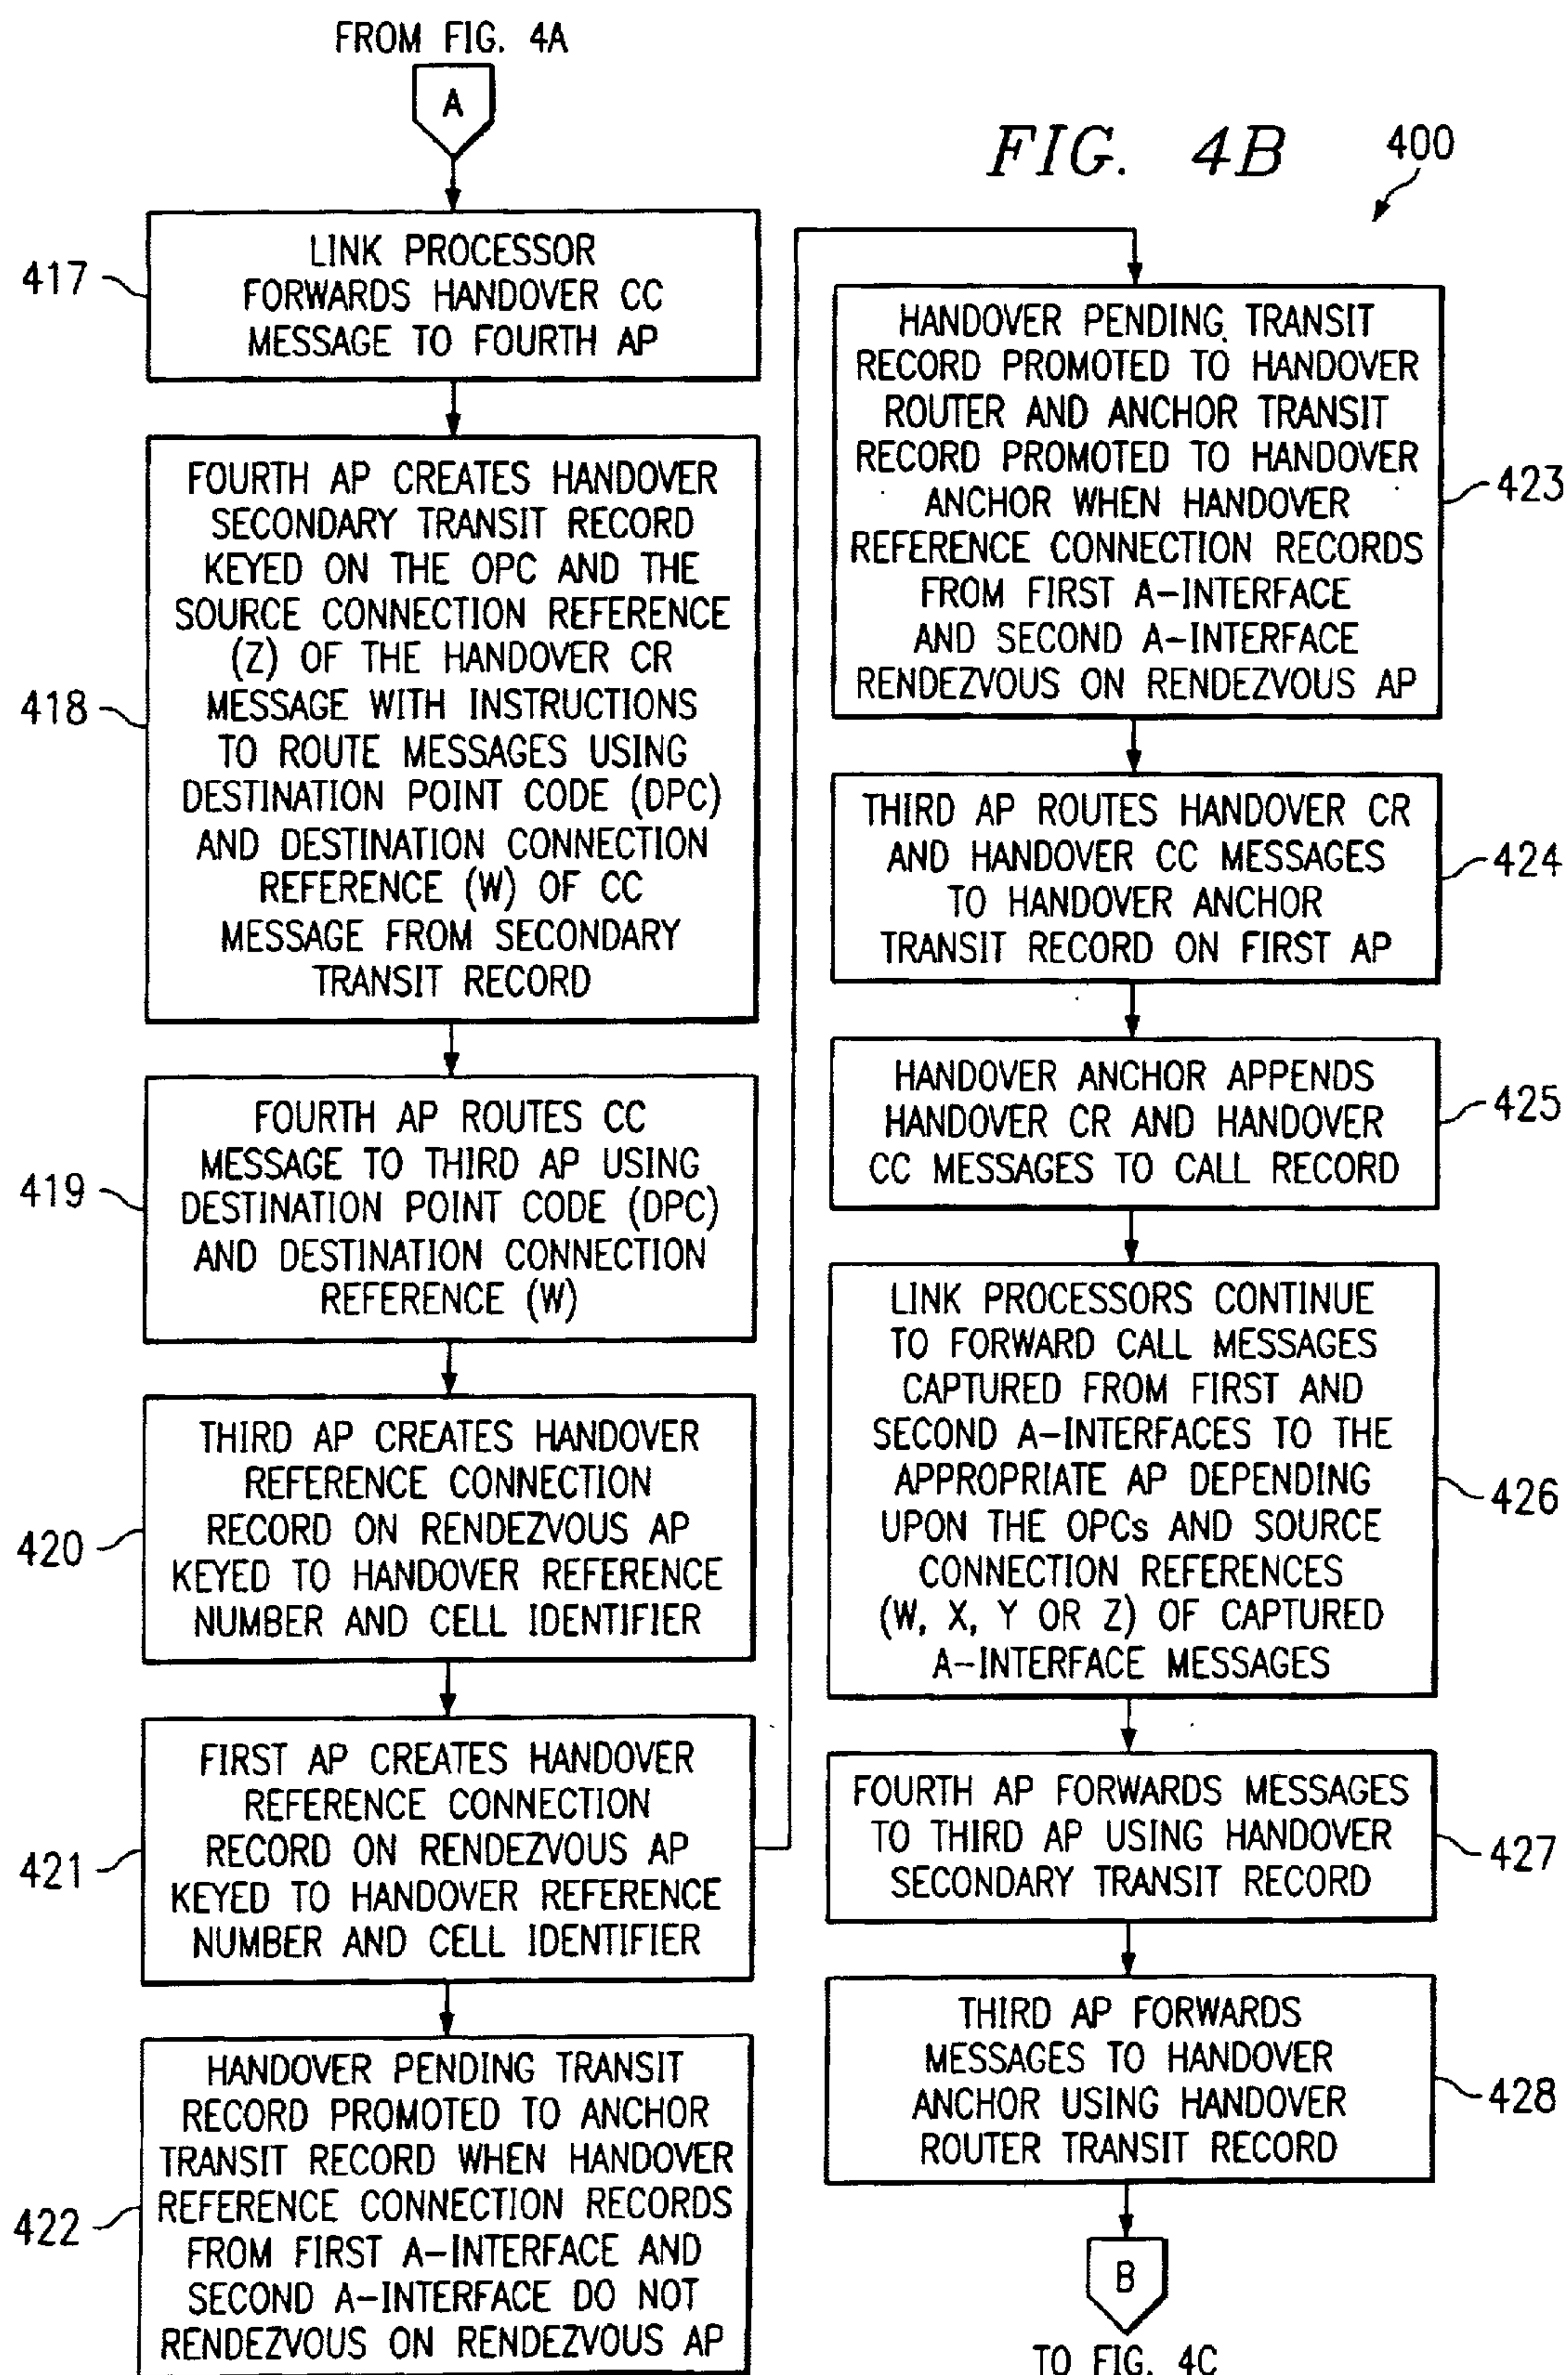 FROM FIG. 4A
A
FIG. 4B
400
417
LINK PROCESSOR
FORWARDS HANDOVER CC
MESSAGE TO FOURTH AP
418
FOURTH AP CREATES HANDOVER
SECONDARY TRANSIT RECORD
KEYED ON THE OPC AND THE
SOURCE CONNECTION REFERENCE
(Z) OF THE HANDOVER CR
MESSAGE WITH INSTRUCTIONS
TO ROUTE MESSAGES USING
DESTINATION POINT CODE (DPC)
AND DESTINATION CONNECTION
REFERENCE (W) OF CC
MESSAGE FROM SECONDARY
TRANSIT RECORD
419
FOURTH AP ROUTES CC
MESSAGE TO THIRD AP USING
DESTINATION POINT CODE (DPC)
AND DESTINATION CONNECTION
REFERENCE (W)
420
THIRD AP CREATES HANDOVER
REFERENCE CONNECTION
RECORD ON RENDEZVOUS AP
KEYED TO HANDOVER REFERENCE
NUMBER AND CELL IDENTIFIER
421
FIRST AP CREATES HANDOVER
REFERENCE CONNECTION
RECORD ON RENDEZVOUS AP
KEYED TO HANDOVER REFERENCE
NUMBER AND CELL IDENTIFIER
422
HANDOVER PENDING TRANSIT
RECORD PROMOTED TO ANCHOR
TRANSIT RECORD WHEN HANDOVER
REFERENCE CONNECTION RECORDS
FROM FIRST A-INTERFACE AND
SECOND A-INTERFACE DO NOT
RENDEZVOUS ON RENDEZVOUS AP
HANDOVER PENDING TRANSIT
RECORD PROMOTED TO HANDOVER
ROUTER AND ANCHOR TRANSIT
RECORD PROMOTED TO HANDOVER
ANCHOR WHEN HANDOVER
REFERENCE CONNECTION RECORDS
FROM FIRST A-INTERFACE
AND SECOND A-INTERFACE
RENDEZVOUS ON RENDEZVOUS AP
423
THIRD AP ROUTES HANDOVER CR
AND HANDOVER CC MESSAGES
TO HANDOVER ANCHOR
TRANSIT RECORD ON FIRST AP
424
HANDOVER ANCHOR APPENDS
HANDOVER CR AND HANDOVER
CC MESSAGES TO CALL RECORD
425
LINK PROCESSORS CONTINUE
TO FORWARD CALL MESSAGES
CAPTURED FROM FIRST AND
SECOND A-INTERFACES TO THE
APPROPRIATE AP DEPENDING
UPON THE OPCs AND SOURCE
CONNECTION REFERENCES
(W, X, Y OR Z) OF CAPTURED
A-INTERFACE MESSAGES
426
FOURTH AP FORWARDS MESSAGES
TO THIRD AP USING HANDOVER
SECONDARY TRANSIT RECORD
427
THIRD AP FORWARDS
MESSAGES TO HANDOVER
ANCHOR USING HANDOVER
ROUTER TRANSIT RECORD
428
B
TO FIG. 4C